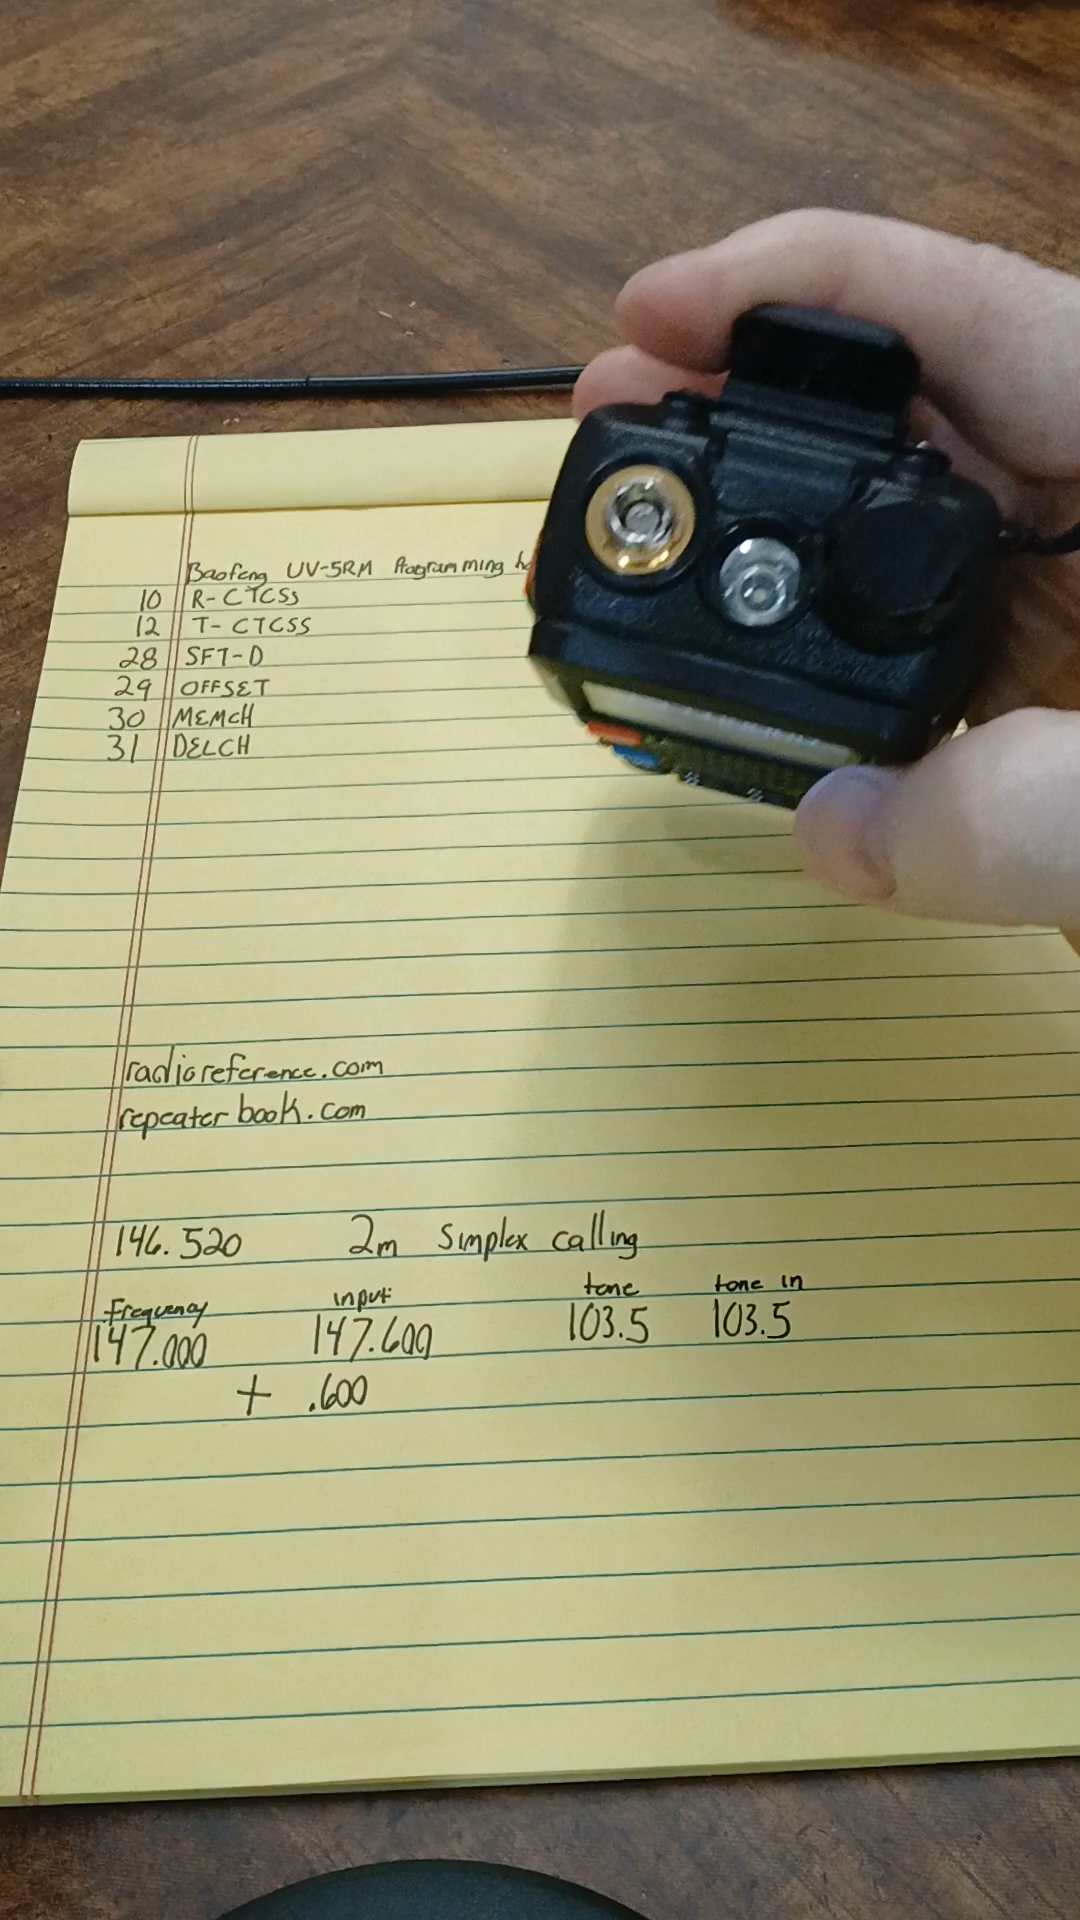 Baofeng UV-5RM Programming
10 R-CTCSS
12 T-CTCSS
28 SFT-D
29 OFFSET
30 MEMCH
31 DELCH
radioreference.com
repeaterbook.com
146.520 2m Simplex calling
frequency input tone tone in
147.000 147.600 103.5 103.5
+ .600